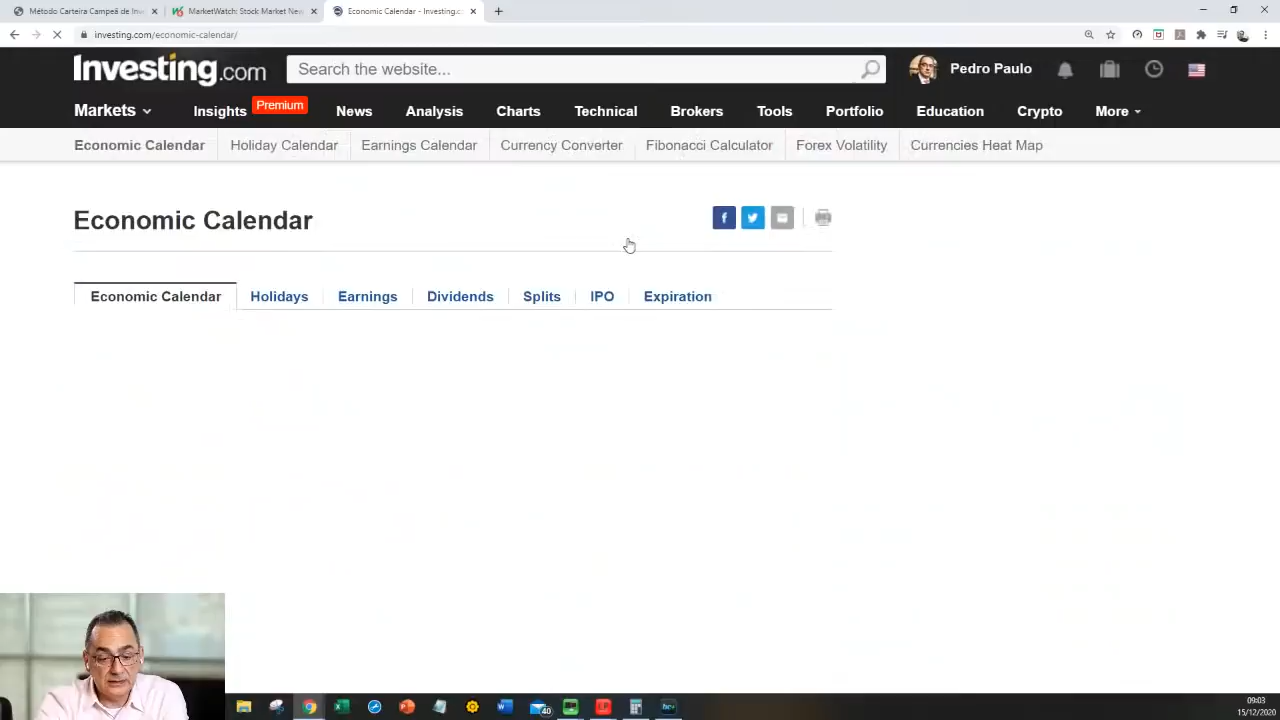 Método Carteira Campeã de Inv
MarketWatch: Stock Market New
Economic Calendar - Investing.c
investing.com/economic-calendar/
Investing.com
Search the website...
Pedro Paulo
Markets
Insights
Premium
News
Analysis
Charts
Technical
Brokers
Tools
Portfolio
Education
Crypto
More
Economic Calendar
Holiday Calendar
Earnings Calendar
Currency Converter
Fibonacci Calculator
Forex Volatility
Currencies Heat Map
Economic Calendar
Economic Calendar
Holidays
Earnings
Dividends
Splits
IPO
Expiration
40
09:03
15/12/2020